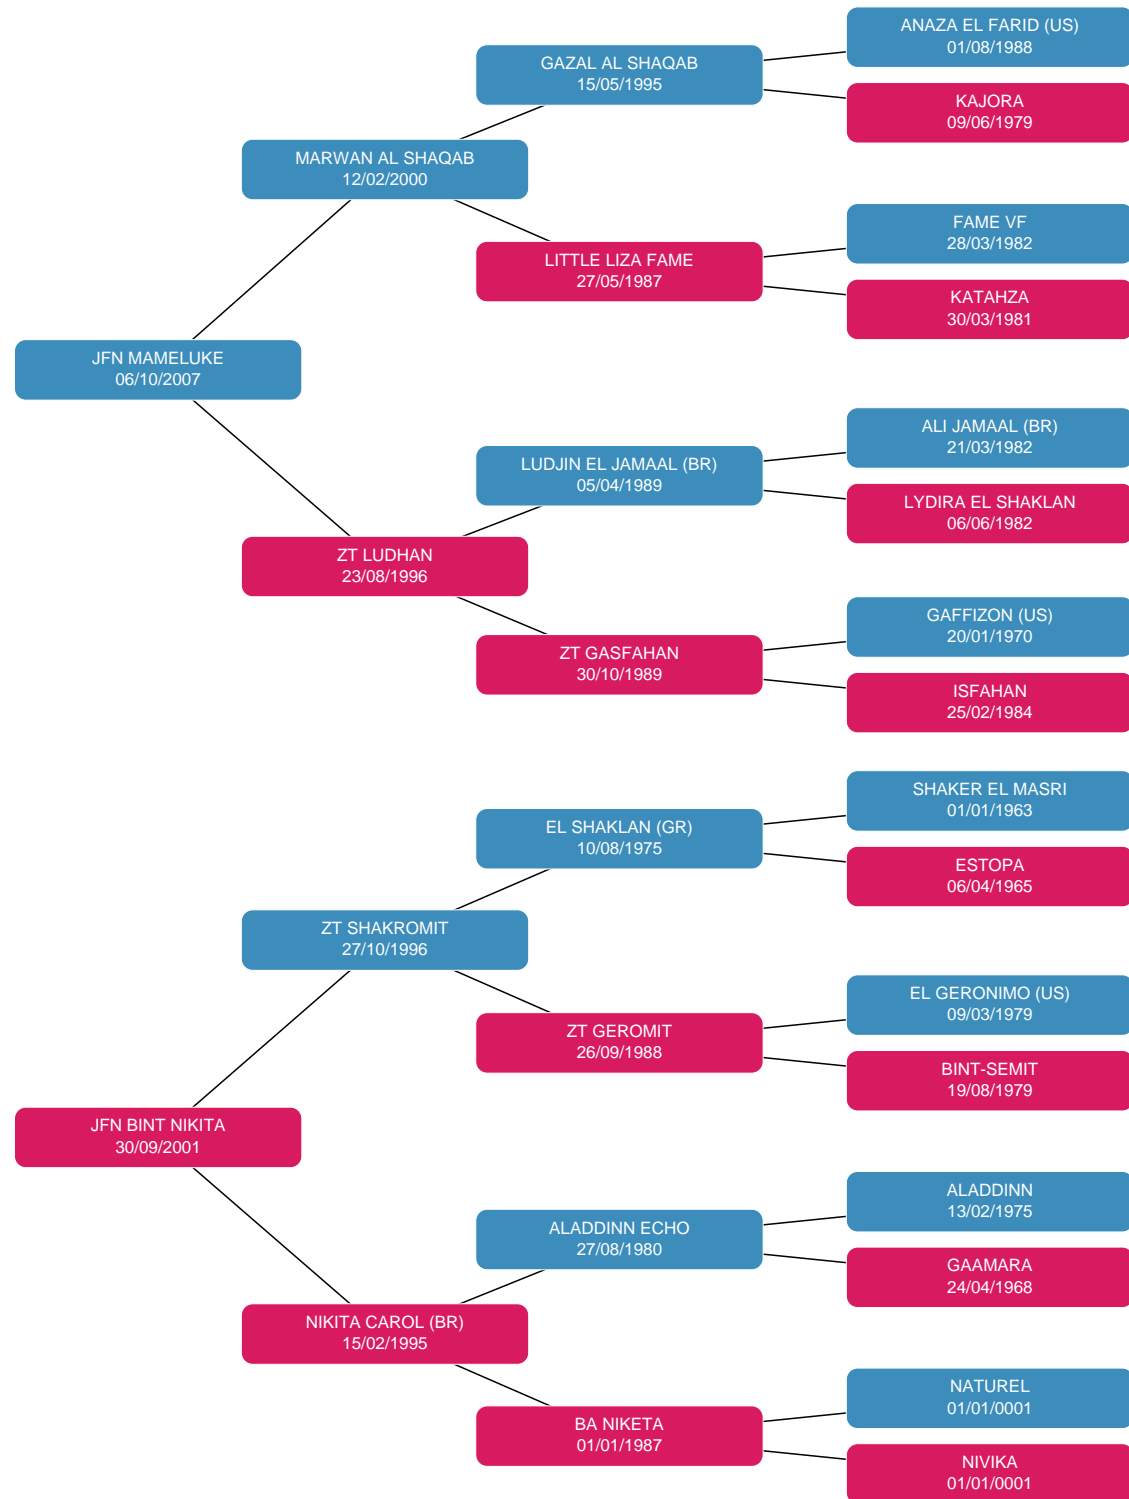 ANAZA EL FARID (US)
01/08/1988
GAZAL AL SHAQAB
15/05/1995
KAJORA
09/06/1979
MARWAN AL SHAQAB
12/02/2000
FAME VF
28/03/1982
LITTLE LIZA FAME
27/05/1987
KATAHZA
30/03/1981
JFN MAMELUKE
06/10/2007
ALI JAMAAL (BR)
21/03/1982
LUDJIN EL JAMAAL (BR)
05/04/1989
LYDIRA EL SHAKLAN
06/06/1982
ZT LUDHAN
23/08/1996
GAFFIZON (US)
20/01/1970
ZT GASFAHAN
30/10/1989
ISFAHAN
25/02/1984
SHAKER EL MASRI
01/01/1963
EL SHAKLAN (GR)
10/08/1975
ESTOPA
06/04/1965
ZT SHAKROMIT
27/10/1996
EL GERONIMO (US)
09/03/1979
ZT GEROMIT
26/09/1988
BINT-SEMIT
19/08/1979
JFN BINT NIKITA
30/09/2001
ALADDINN
13/02/1975
ALADDINN ECHO
27/08/1980
GAAMARA
24/04/1968
NIKITA CAROL (BR)
15/02/1995
NATUREL
01/01/0001
BA NIKETA
01/01/1987
NIVIKA
01/01/0001